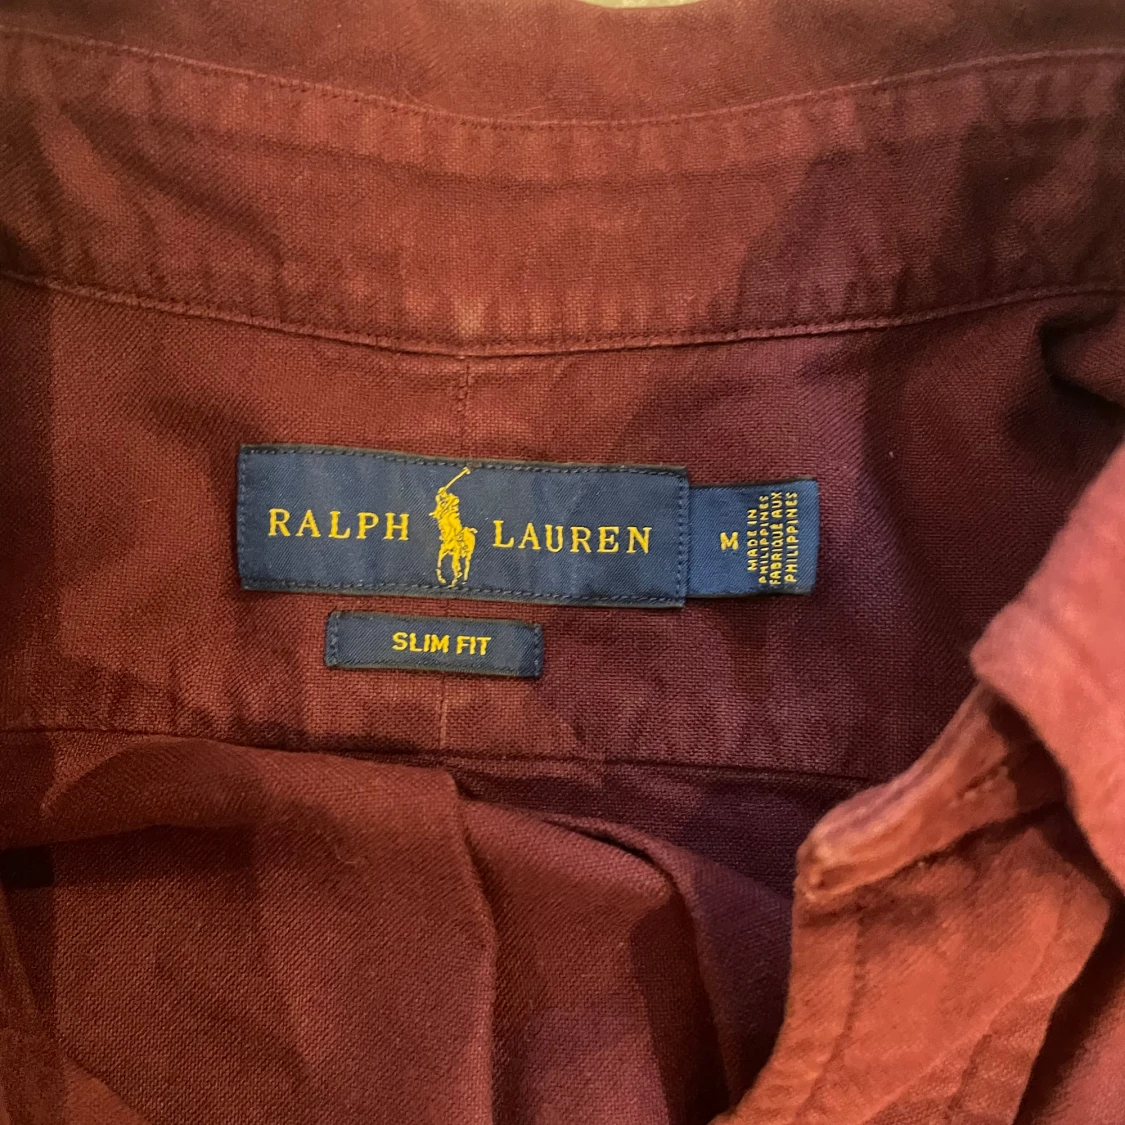 RALPH LAUREN
M
MADE IN
PHILIPPINES
FABRIQUÉ AUX
PHILIPPINES
SLIM FIT